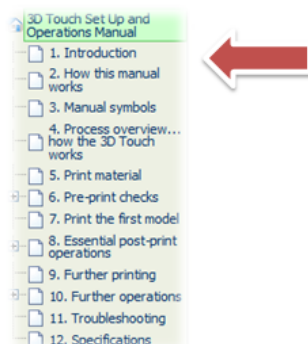 3D Touch Set Up and
Operations Manual
1. Introduction
2. How this manual
works
3. Manual symbols
4. Process overview...
how the 3D Touch
works
5. Print material
6. Pre-print checks
7. Print the first model
8. Essential post-print
operations
9. Further printing
10. Further operations
11. Troubleshooting
12. Specifications